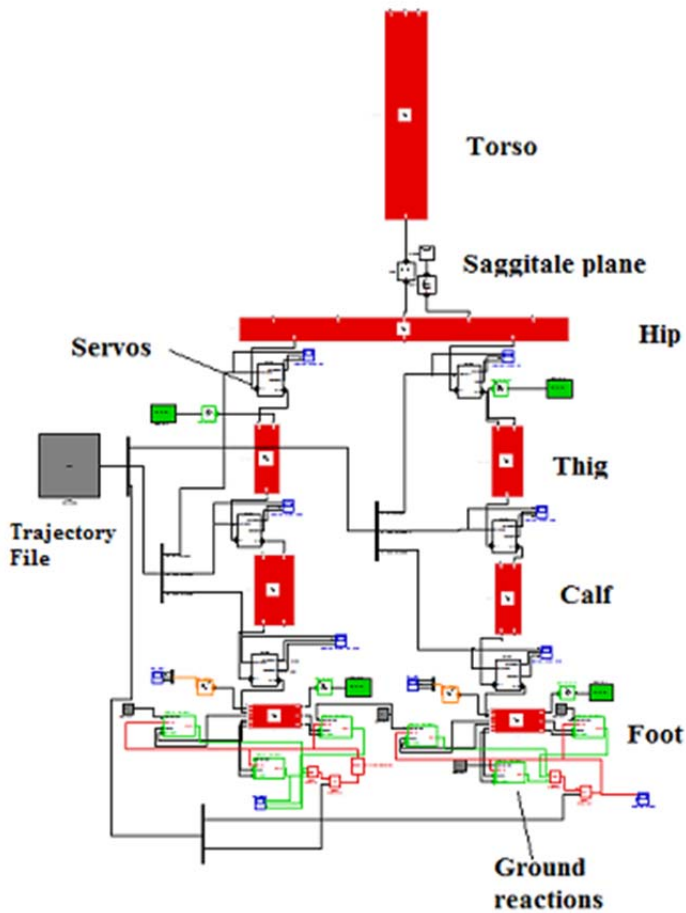 Torso
Saggitale plane
Hip
Servos
Thig
Trajectory
File
Calf
Foot
Ground
reactions